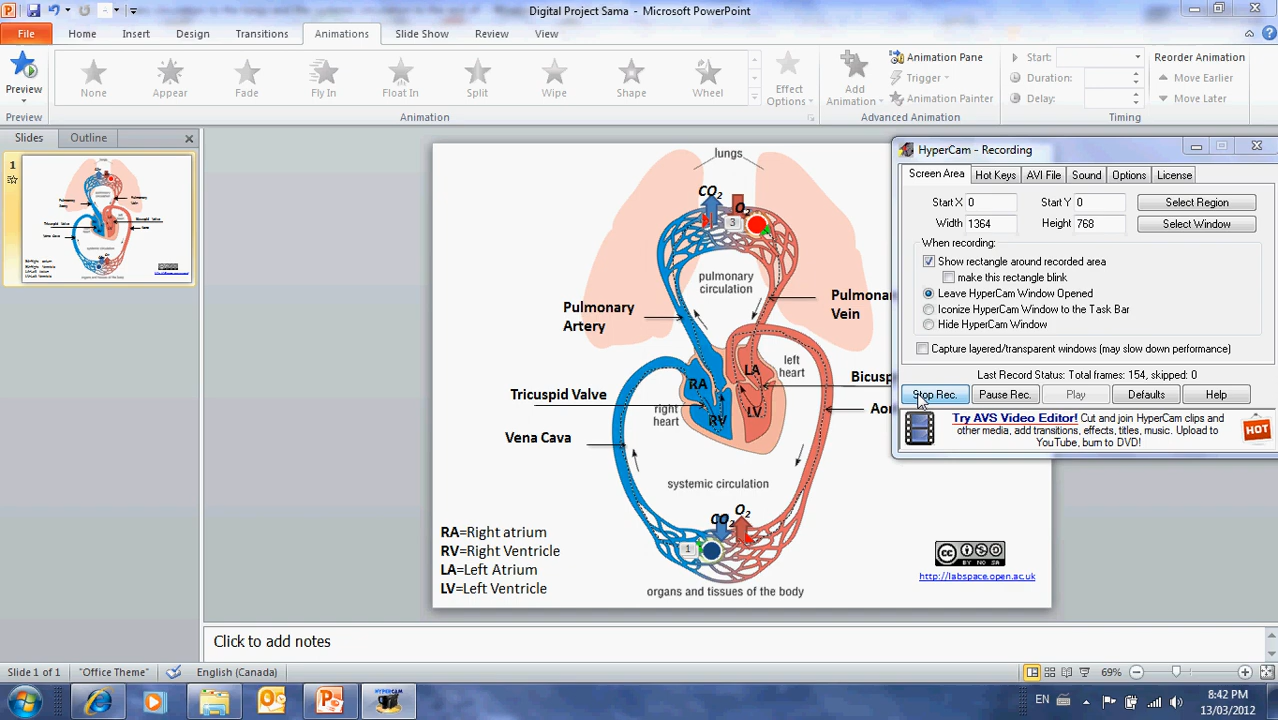 Digital Project Sama - Microsoft PowerPoint
File
Home
Insert
Design
Transitions
Animations
Slide Show
Review
View
Preview
None
Appear
Fade
Fly In
Float In
Split
Wipe
Shape
Wheel
Effect
Options
Add
Animation
Animation Pane
Trigger
Animation Painter
Start:
Duration:
Delay:
Reorder Animation
Move Earlier
Move Later
Preview
Animation
Advanced Animation
Timing
Slides
Outline
1
lungs
CO2
O2
3
pulmonary
circulation
Pulmonary
Artery
Pulmonar
Vein
left
heart
LA
RA
Bicusp
Tricuspid Valve
LV
RV
right
heart
Aor
Vena Cava
systemic circulation
CO2
O2
1
RA=Right atrium
RV=Right Ventricle
LA=Left Atrium
LV=Left Ventricle
organs and tissues of the body
cc
BY NC SA
http://labspace.open.ac.uk
HyperCam - Recording
Screen Area
Hot Keys
AVI File
Sound
Options
License
Start X 0
Start Y 0
Select Region
Width 1364
Height 768
Select Window
When recording:
Show rectangle around recorded area
make this rectangle blink
Leave HyperCam Window Opened
Iconize HyperCam Window to the Task Bar
Hide HyperCam Window
Capture layered/transparent windows (may slow down performance)
Last Record Status: Total frames: 154, skipped: 0
Stop Rec.
Pause Rec.
Play
Defaults
Help
Try AVS Video Editor! Cut and join HyperCam clips and
other media, add transitions, effects, titles, music. Upload to
YouTube, burn to DVD!
HOT
Click to add notes
Slide 1 of 1
"Office Theme"
English (Canada)
69%
HYPERCAM
EN
8:42 PM
13/03/2012